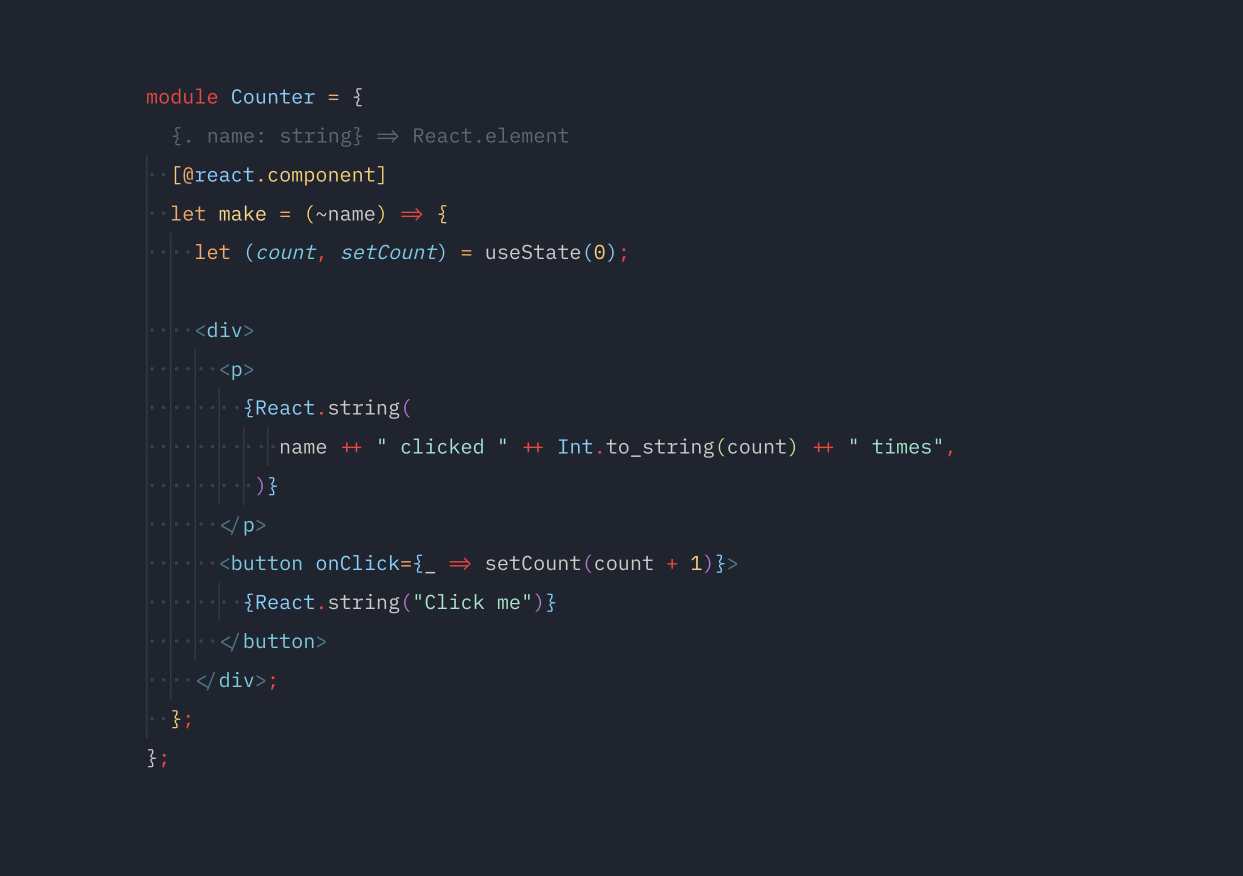 module Counter = {
  {. name: string} => React.element
  [@react.component]
  let make = (~name) => {
    let (count, setCount) = useState(0);

    <div>
      <p>
        {React.string(
           name ++ " clicked " ++ Int.to_string(count) ++ " times",
         )}
      </p>
      <button onClick={_ => setCount(count + 1)}>
        {React.string("Click me")}
      </button>
    </div>;
  };
};